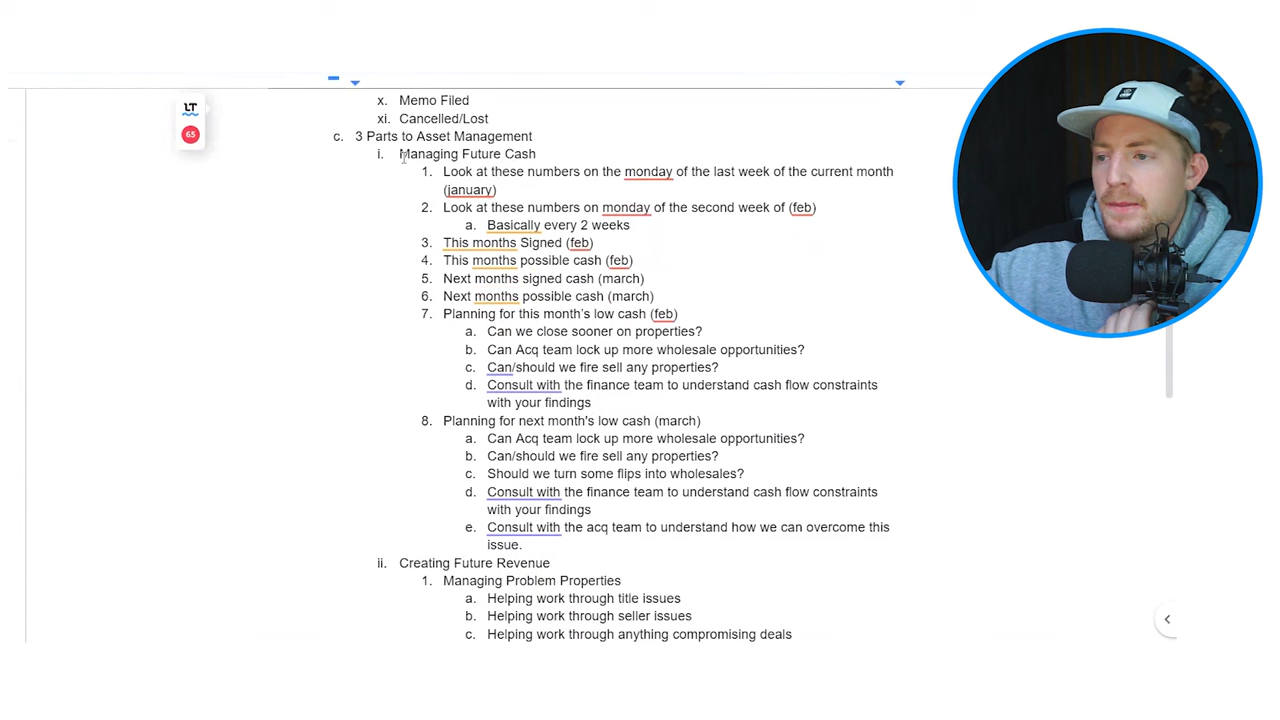 LT
65
x. Memo Filed
xi. Cancelled/Lost
c. 3 Parts to Asset Management
i. Managing Future Cash
1. Look at these numbers on the monday of the last week of the current month
(january)
2. Look at these numbers on monday of the second week of (feb)
a. Basically every 2 weeks
3. This months Signed (feb)
4. This months possible cash (feb)
5. Next months signed cash (march)
6. Next months possible cash (march)
7. Planning for this month's low cash (feb)
a. Can we close sooner on properties?
b. Can Acq team lock up more wholesale opportunities?
c. Can/should we fire sell any properties?
d. Consult with the finance team to understand cash flow constraints
with your findings
8. Planning for next month's low cash (march)
a. Can Acq team lock up more wholesale opportunities?
b. Can/should we fire sell any properties?
c. Should we turn some flips into wholesales?
d. Consult with the finance team to understand cash flow constraints
with your findings
e. Consult with the acq team to understand how we can overcome this
issue.
ii. Creating Future Revenue
1. Managing Problem Properties
a. Helping work through title issues
b. Helping work through seller issues
c. Helping work through anything compromising deals